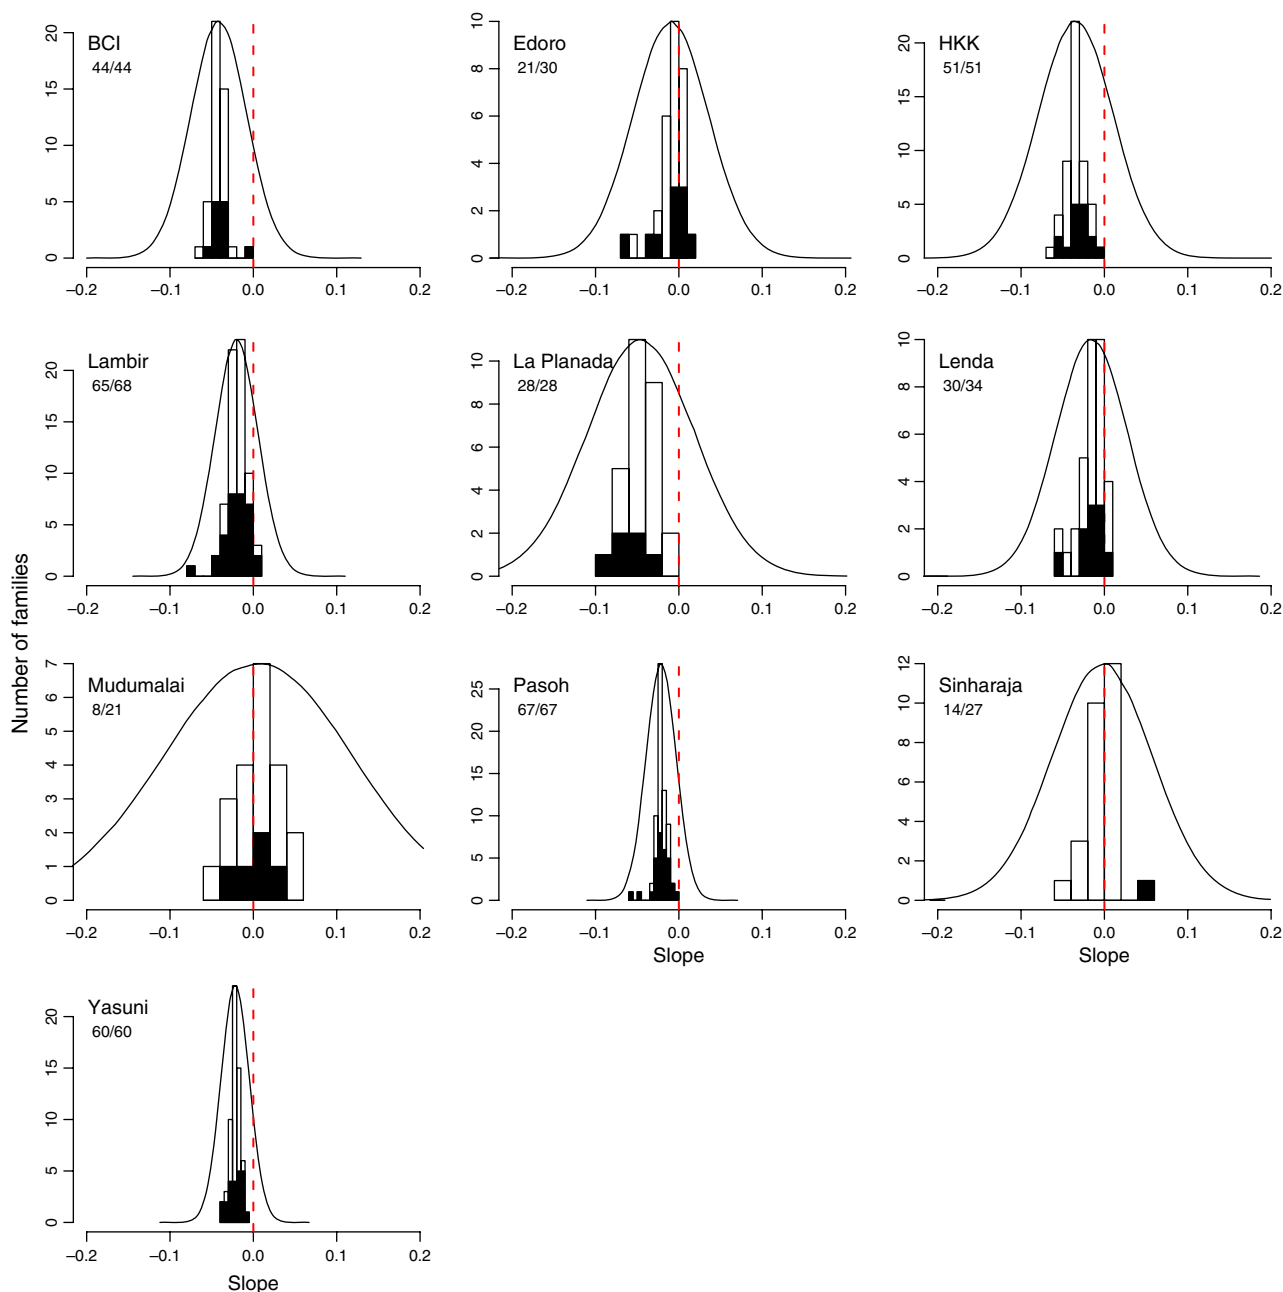 Number of families
BCI
44/44
0 5 10 15 20
−0.2 −0.1 0.0 0.1 0.2
Edoro
21/30
0 2 4 6 8 10
−0.1 0.0 0.1 0.2
HKK
51/51
0 5 10 15 20
−0.2 −0.1 0.0 0.1 0.2
Lambir
65/68
0 5 10 15 20
−0.2 −0.1 0.0 0.1 0.2
La Planada
28/28
0 2 4 6 8 10
−0.2 −0.1 0.0 0.1 0.2
Lenda
30/34
0 2 4 6 8 10
−0.2 −0.1 0.0 0.1 0.2
Mudumalai
8/21
0 1 2 3 4 5 6 7
−0.2 −0.1 0.0 0.1 0.2
Pasoh
67/67
0 5 10 15 20 25
−0.2 −0.1 0.0 0.1 0.2
Slope
Sinharaja
14/27
0 2 4 6 8 10 12
−0.2 −0.1 0.0 0.1 0.2
Slope
Yasuni
60/60
0 5 10 15 20
−0.2 −0.1 0.0 0.1 0.2
Slope